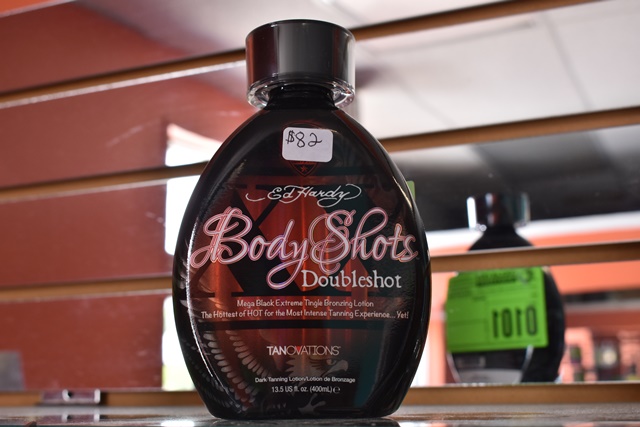 $82
Ed Hardy
Body Shots
Doubleshot
Mega Black Extreme Tingle Bronzing Lotion
The Hottest of HOT for the Most Intense Tanning Experience... Yet!
TANOVATIONS
Dark Tanning Lotion/Lotion de Bronzage
13.5 US fl. oz. (400mL) e
1010